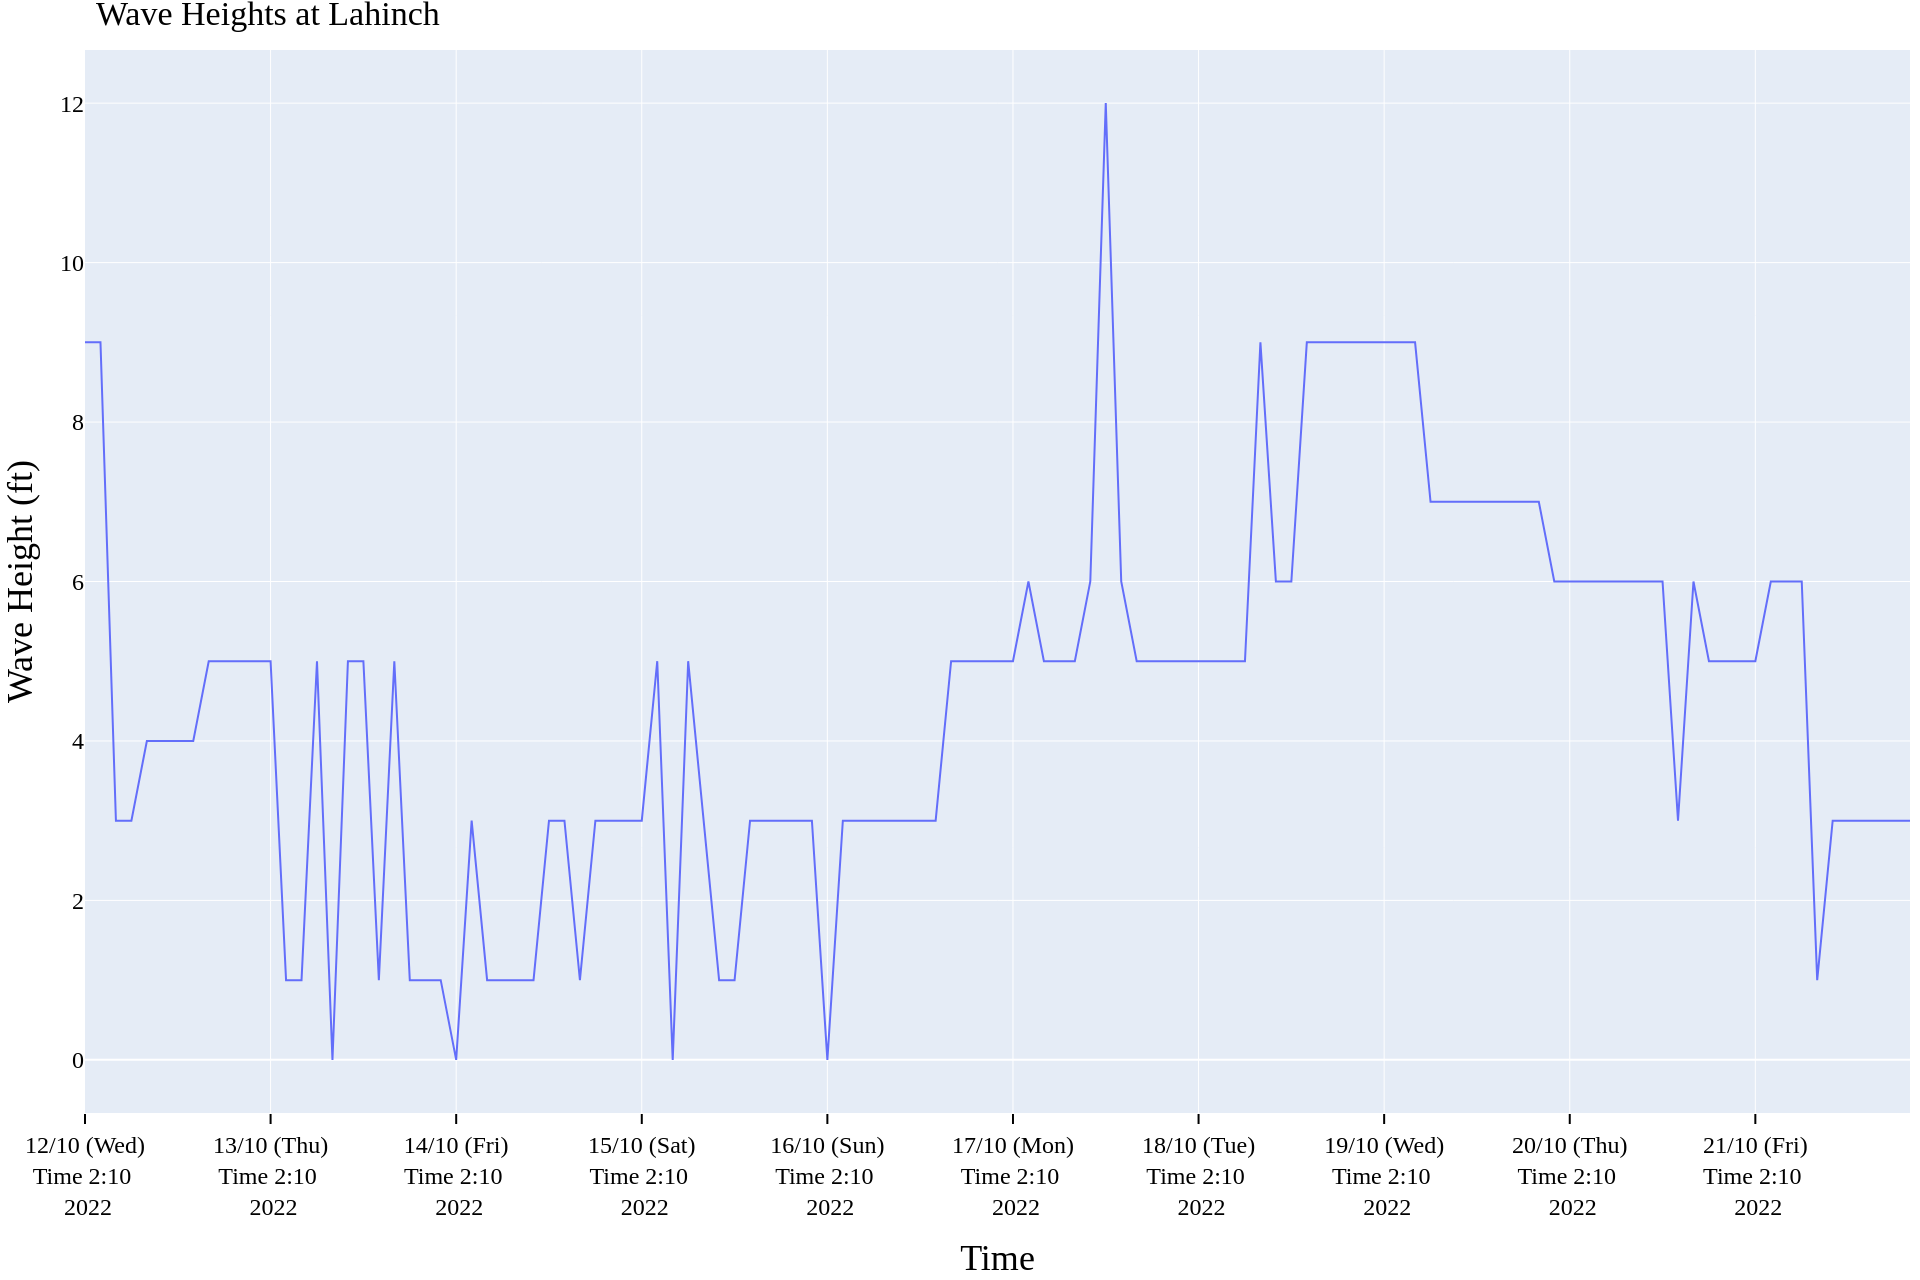 Wave Heights at Lahinch
12
10
8
6
4
2
0
Wave Height (ft)
12/10 (Wed)
Time 2:10
2022
13/10 (Thu)
Time 2:10
2022
14/10 (Fri)
Time 2:10
2022
15/10 (Sat)
Time 2:10
2022
16/10 (Sun)
Time 2:10
2022
17/10 (Mon)
Time 2:10
2022
18/10 (Tue)
Time 2:10
2022
19/10 (Wed)
Time 2:10
2022
20/10 (Thu)
Time 2:10
2022
21/10 (Fri)
Time 2:10
2022
Time